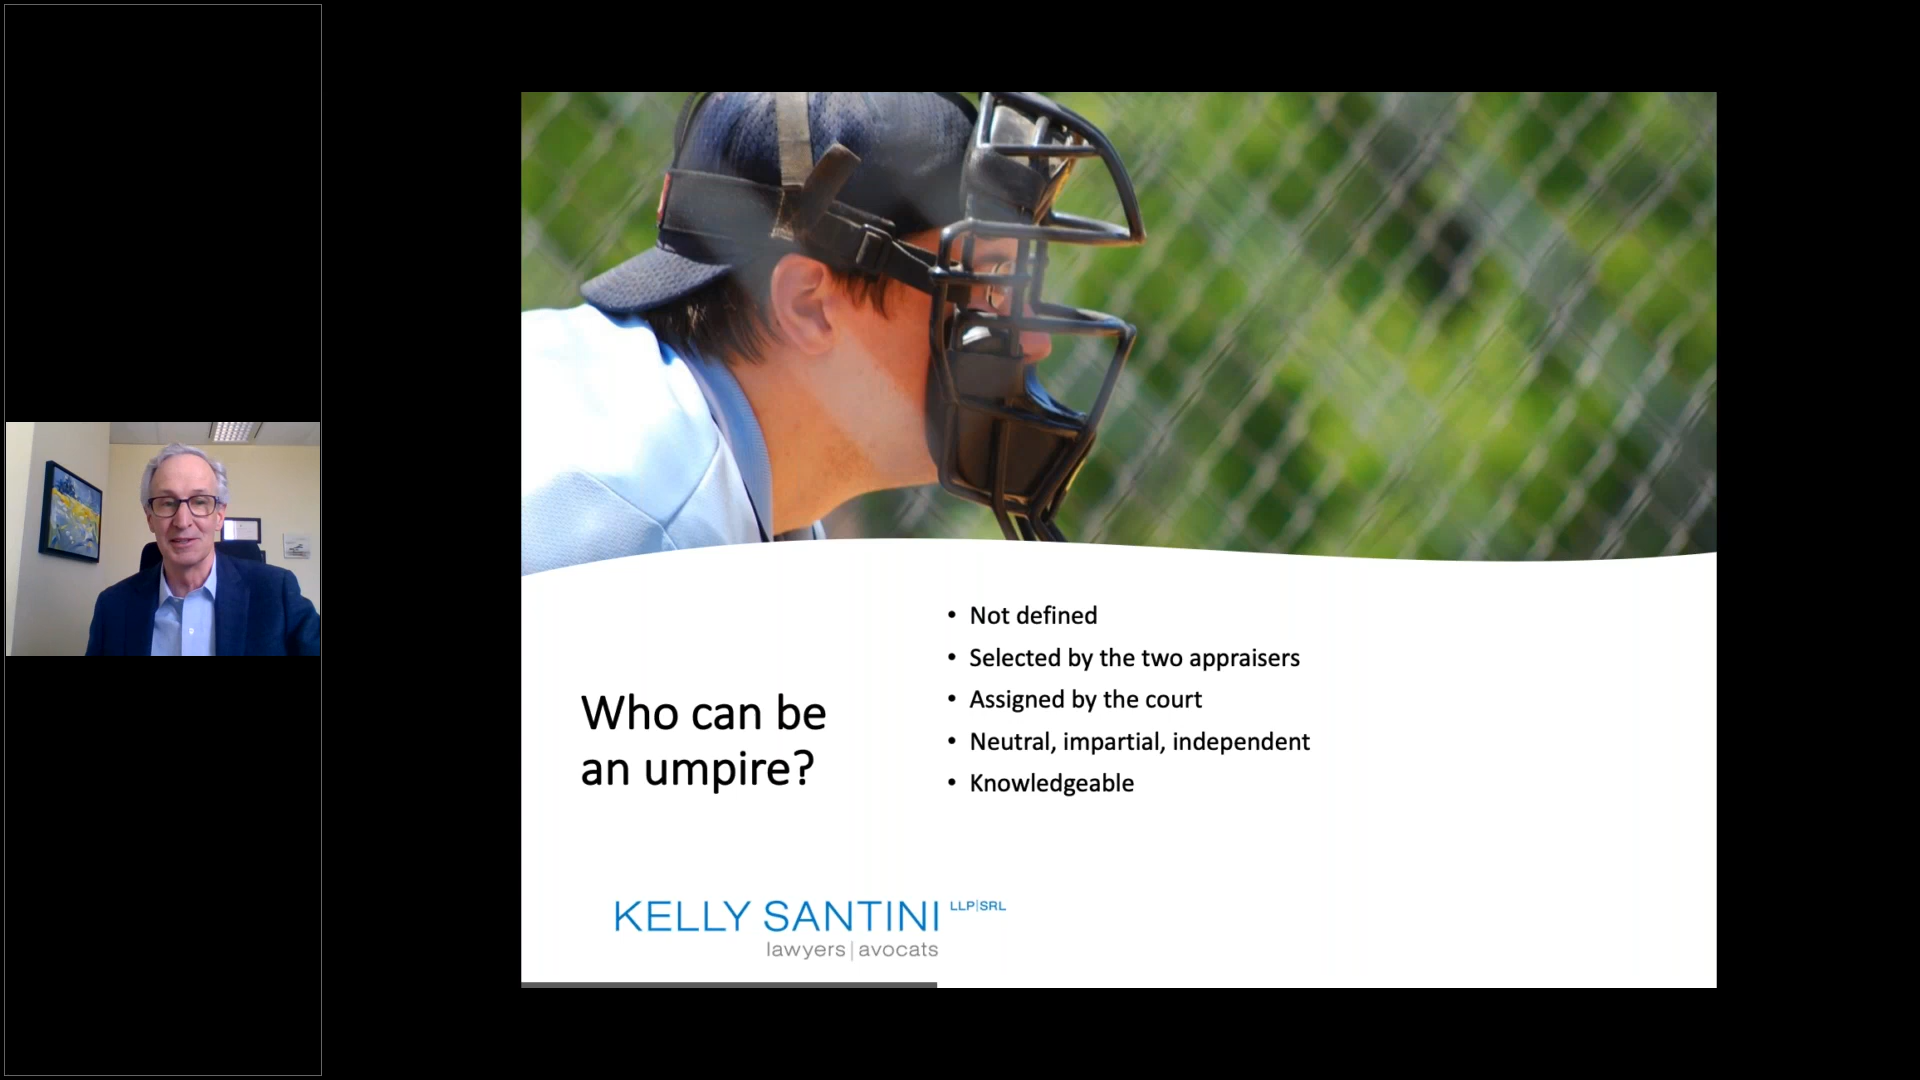 Who can be
an umpire?
• Not defined
• Selected by the two appraisers
• Assigned by the court
• Neutral, impartial, independent
• Knowledgeable
KELLY SANTINI LLP|SRL
lawyers|avocats